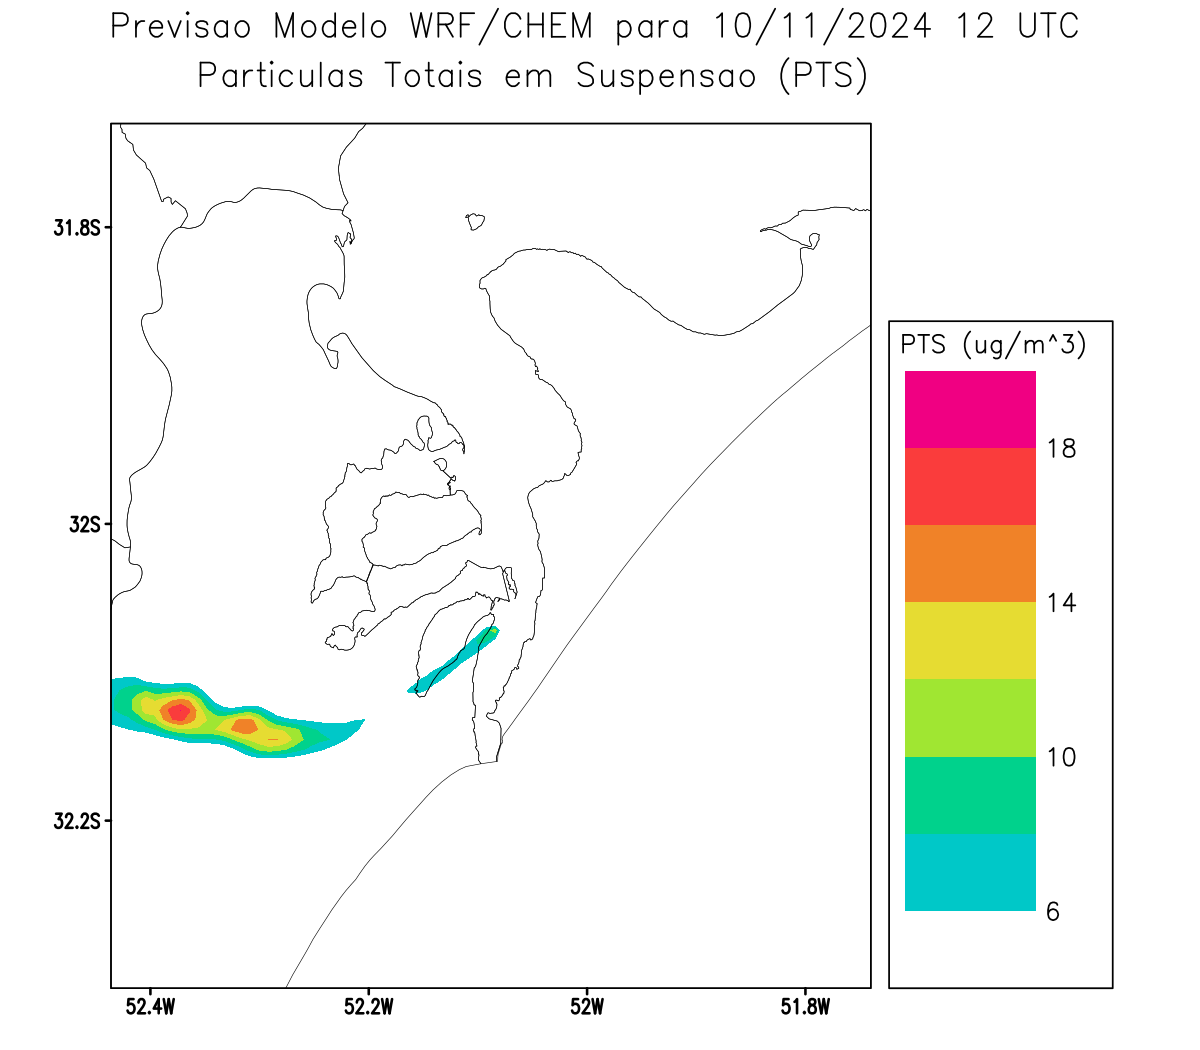 Previsao Modelo WRF/CHEM para 10/11/2024 12 UTC
Particulas Totais em Suspensao (PTS)
31.8S
32S
32.2S
52.4W
52.2W
52W
51.8W
PTS (ug/m^3)
18
14
10
6